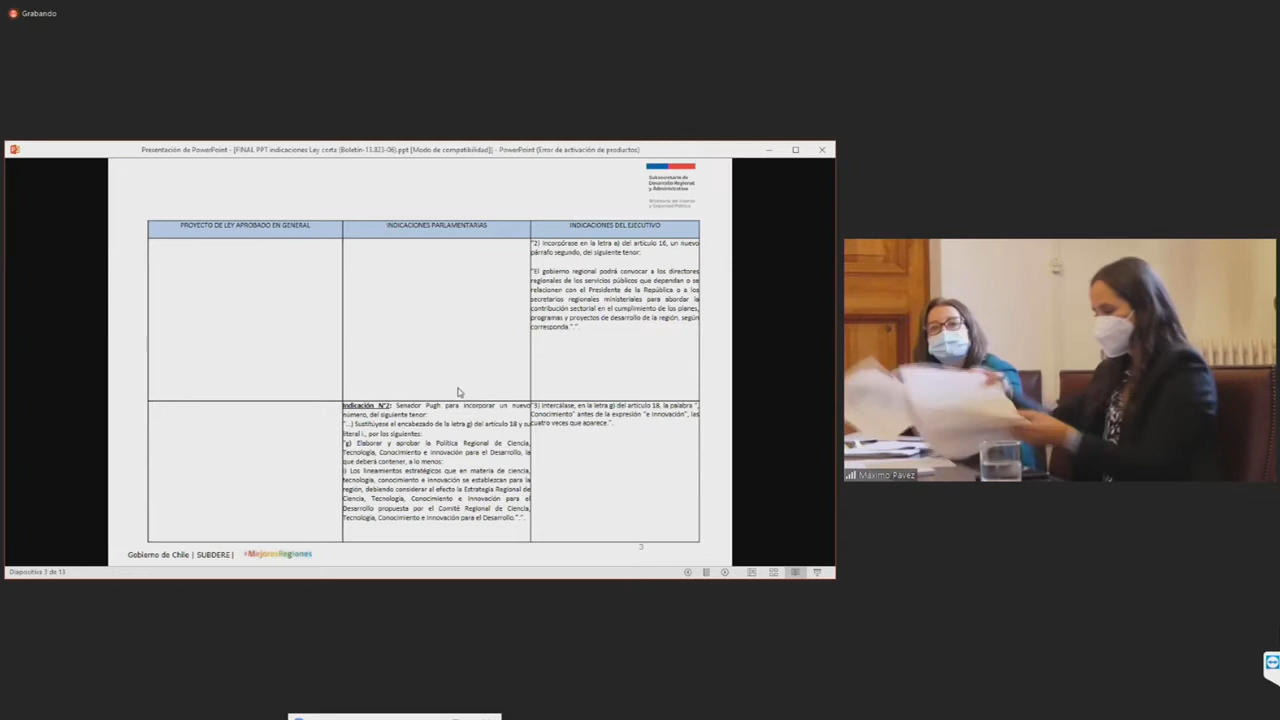 Grabando
Presentación de PowerPoint - [FINAL PPT indicaciones Ley corta (Boletín-13.823-06).ppt [Modo de compatibilidad]] - PowerPoint (Error de activación de productos)
Subsecretaría de
Desarrollo Regional
y Administrativo
Ministerio del Interior
y Seguridad Pública
PROYECTO DE LEY APROBADO EN GENERAL
INDICACIONES PARLAMENTARIAS
INDICACIONES DEL EJECUTIVO
"2) Incorpórase en la letra a) del artículo 16, un nuevo
párrafo segundo, del siguiente tenor:
"El gobierno regional podrá convocar a los directores
regionales de los servicios públicos que dependan o se
relacionen con el Presidente de la República o a los
secretarios regionales ministeriales para abordar la
contribución sectorial en el cumplimiento de los planes,
programas y proyectos de desarrollo de la región, según
corresponda.".".
Indicación N°2: Senador Pugh para incorporar un nuevo
número, del siguiente tenor:
"...) Sustitúyese el encabezado de la letra g) del artículo 18 y su
literal i., por los siguientes:
"g) Elaborar y aprobar la Política Regional de Ciencia,
Tecnología, Conocimiento e Innovación para el Desarrollo, la
que deberá contener, a lo menos:
i) Los lineamientos estratégicos que en materia de ciencia,
tecnología, conocimiento e innovación se establezcan para la
región, debiendo considerar al efecto la Estrategia Regional de
Ciencia, Tecnología, Conocimiento e Innovación para el
Desarrollo propuesta por el Comité Regional de Ciencia,
Tecnología, Conocimiento e Innovación para el Desarrollo.".".
"3) Intercálase, en la letra g) del artículo 18, la palabra ",
Conocimiento" antes de la expresión "e Innovación", las
cuatro veces que aparece.".
Gobierno de Chile | SUBDERE| #MejoresRegiones
3
Diapositiva 3 de 13
Maximo Pavez